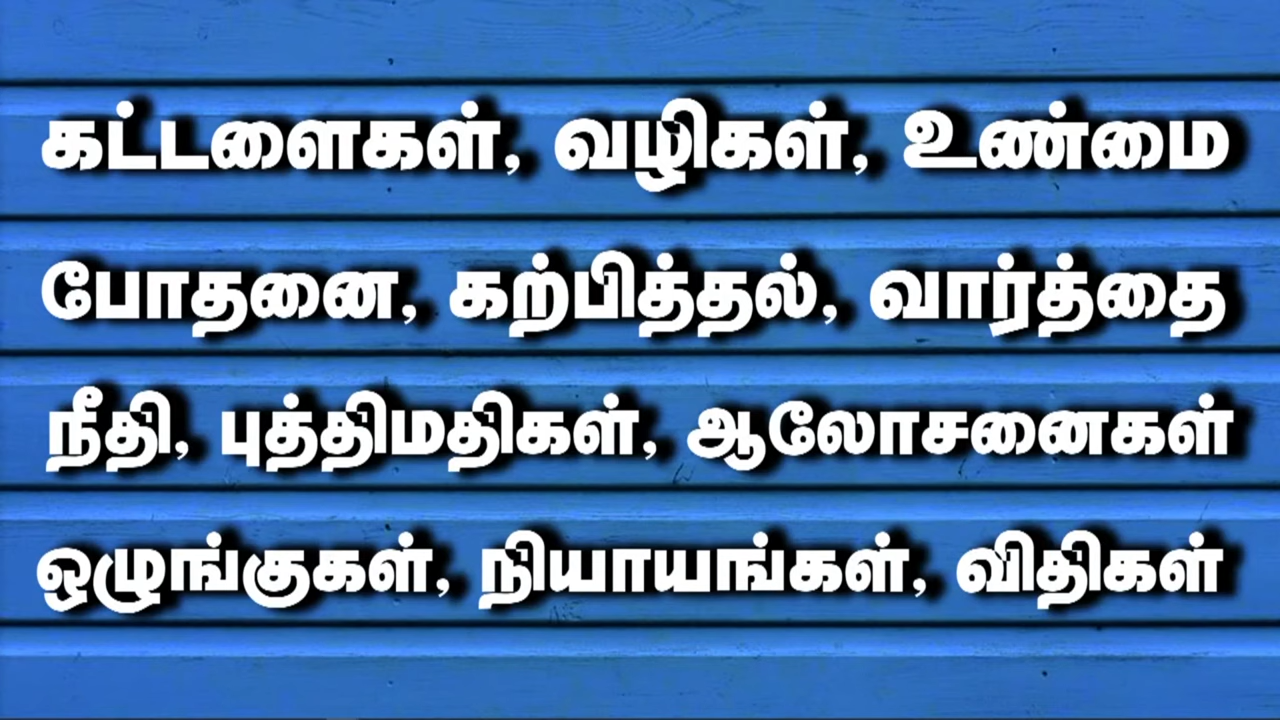 கட்டளைகள், வழிகள், உண்மை
போதனை, கற்பித்தல், வார்த்தை
நீதி, புத்திமதிகள், ஆலோசனைகள்
ஒழுங்குகள், நியாயங்கள், விதிகள்